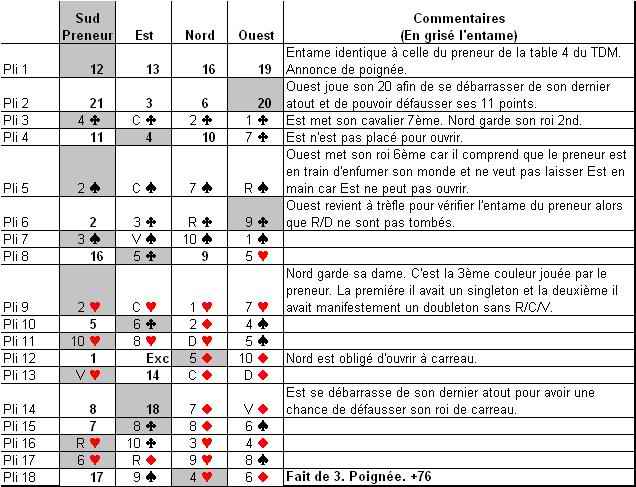 Sud Preneur Est Nord Ouest Commentaires (En grisé l'entame)
Pli 1 12 13 16 19 Entame identique à celle du preneur de la table 4 du TDM. Annonce de poignée.
Pli 2 21 3 6 20 Ouest joue son 20 afin de se débarrasser de son dernier atout et de pouvoir défausser ses 11 points.
Pli 3 4 ♣ C ♣ 2 ♣ 1 ♣ Est met son cavalier 7ème. Nord garde son roi 2nd.
Pli 4 11 4 10 7 ♣ Est n'est pas placé pour ouvrir.
Pli 5 2 ♠ C ♠ 7 ♠ R ♠ Ouest met son roi 6ème car il comprend que le preneur est en train d'enfumer son monde et ne veut pas laisser Est en main car Est ne peut pas ouvrir.
Pli 6 2 3 ♣ R ♣ 9 ♣ Ouest revient à trèfle pour vérifier l'entame du preneur alors que R/D ne sont pas tombés.
Pli 7 3 ♠ V ♠ 10 ♠ 1 ♠
Pli 8 16 5 ♣ 9 5 ♥
Pli 9 2 ♥ C ♥ 1 ♥ 7 ♥ Nord garde sa dame. C'est la 3ème couleur jouée par le preneur. La premiére il avait un singleton et la deuxième il avait manifestement un doubleton sans R/C/V.
Pli 10 5 6 ♣ 2 ♦ 4 ♠
Pli 11 10 ♥ 8 ♥ D ♥ 5 ♠
Pli 12 1 Exc 5 ♦ 10 ♦ Nord est obligé d'ouvrir à carreau.
Pli 13 V ♥ 14 C ♦ D ♦
Pli 14 8 18 7 ♦ V ♦ Est se débarrasse de son dernier atout pour avoir une chance de défausser son roi de carreau.
Pli 15 7 8 ♣ 8 ♦ 6 ♠
Pli 16 R ♥ 10 ♣ 3 ♥ 4 ♦
Pli 17 6 ♥ R ♦ 9 ♥ 8 ♠
Pli 18 17 9 ♠ 4 ♥ 6 ♦ Fait de 3. Poignée. +76